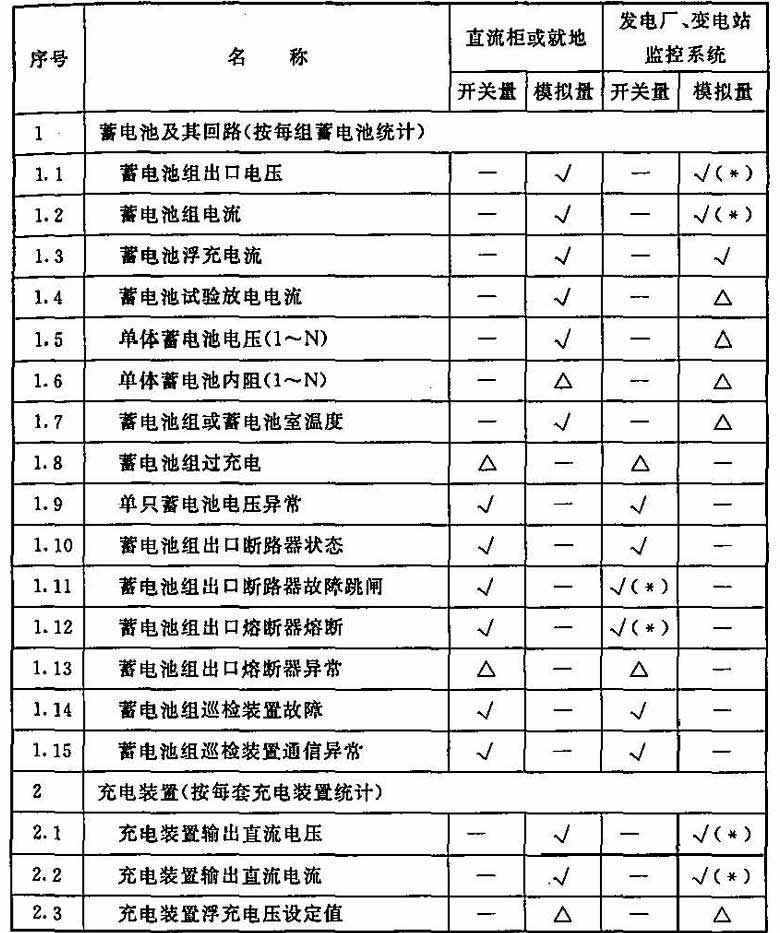 序号 名 称 直流柜或就地 发电厂、变电站监控系统
开关量 模拟量 开关量 模拟量
1 蓄电池及其回路(按每组蓄电池统计)
1.1 蓄电池组出口电压 — √ — √(*)
1.2 蓄电池组电流 — √ — √(*)
1.3 蓄电池浮充电流 — √ — √
1.4 蓄电池试验放电电流 — √ — △
1.5 单体蓄电池电压(1～N) — √ — △
1.6 单体蓄电池内阻(1～N) — △ — △
1.7 蓄电池组或蓄电池室温度 — √ — △
1.8 蓄电池组过充电 △ — △ —
1.9 单只蓄电池电压异常 √ — √ —
1.10 蓄电池组出口断路器状态 √ — √ —
1.11 蓄电池组出口断路器故障跳闸 √ — √(*) —
1.12 蓄电池组出口熔断器熔断 √ — √(*) —
1.13 蓄电池组出口熔断器异常 △ — △ —
1.14 蓄电池组巡检装置故障 √ — √ —
1.15 蓄电池组巡检装置通信异常 √ — √ —
2 充电装置(按每套充电装置统计)
2.1 充电装置输出直流电压 — √ — √(*)
2.2 充电装置输出直流电流 — √ — √(*)
2.3 充电装置浮充电压设定值 — △ — △